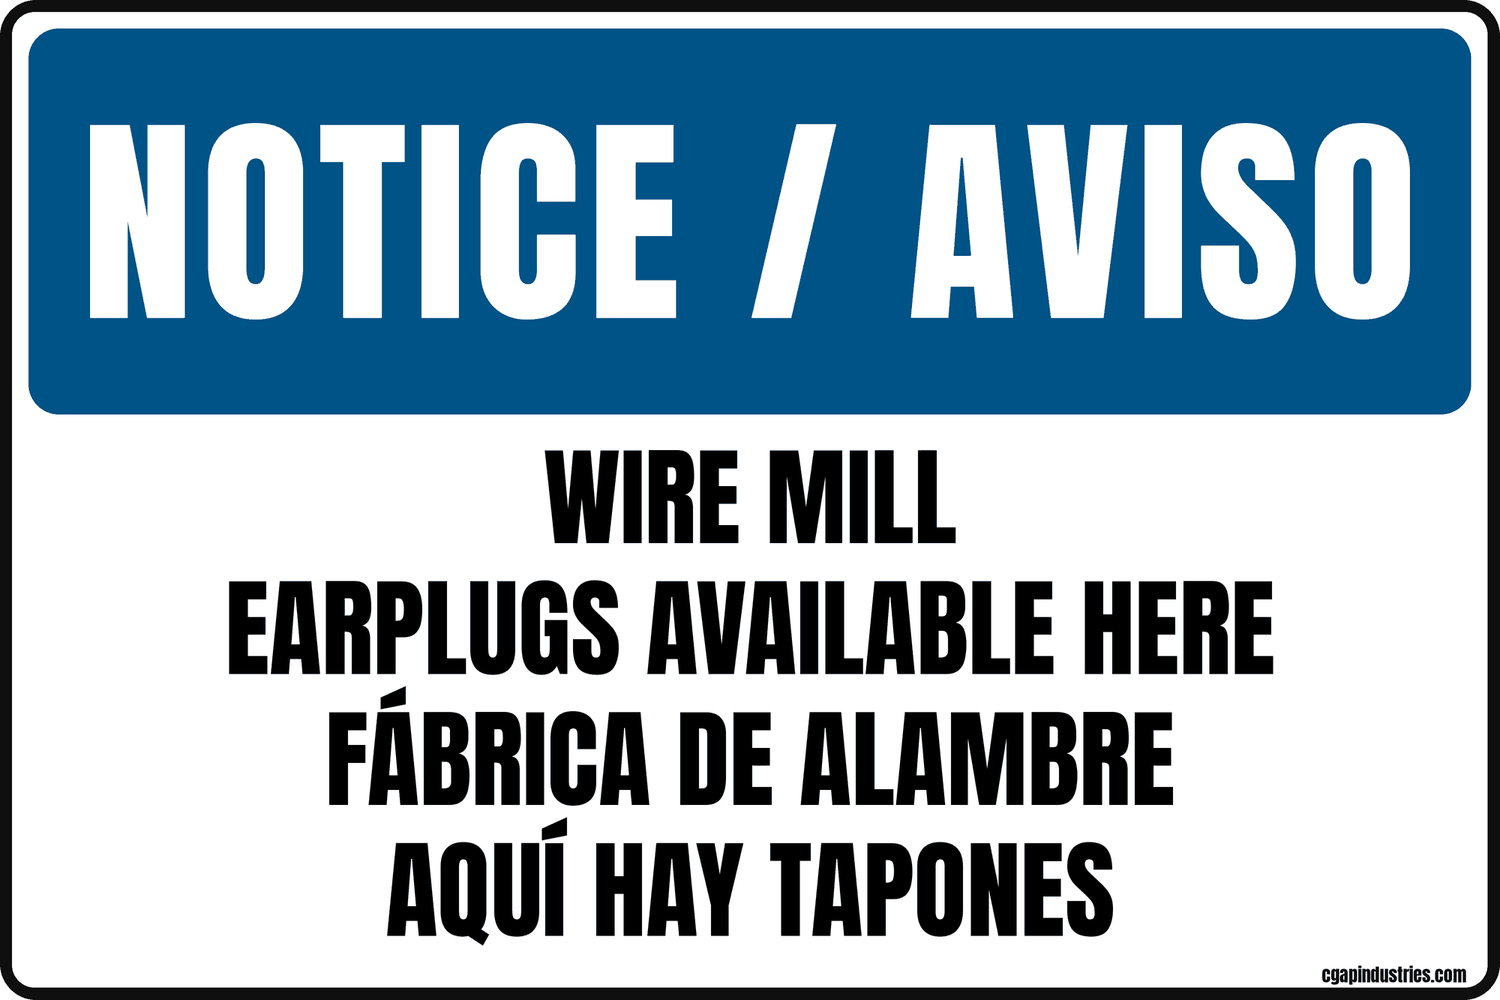 NOTICE / AVISO
WIRE MILL
EARPLUGS AVAILABLE HERE
FÁBRICA DE ALAMBRE
AQUÍ HAY TAPONES
cgapindustries.com